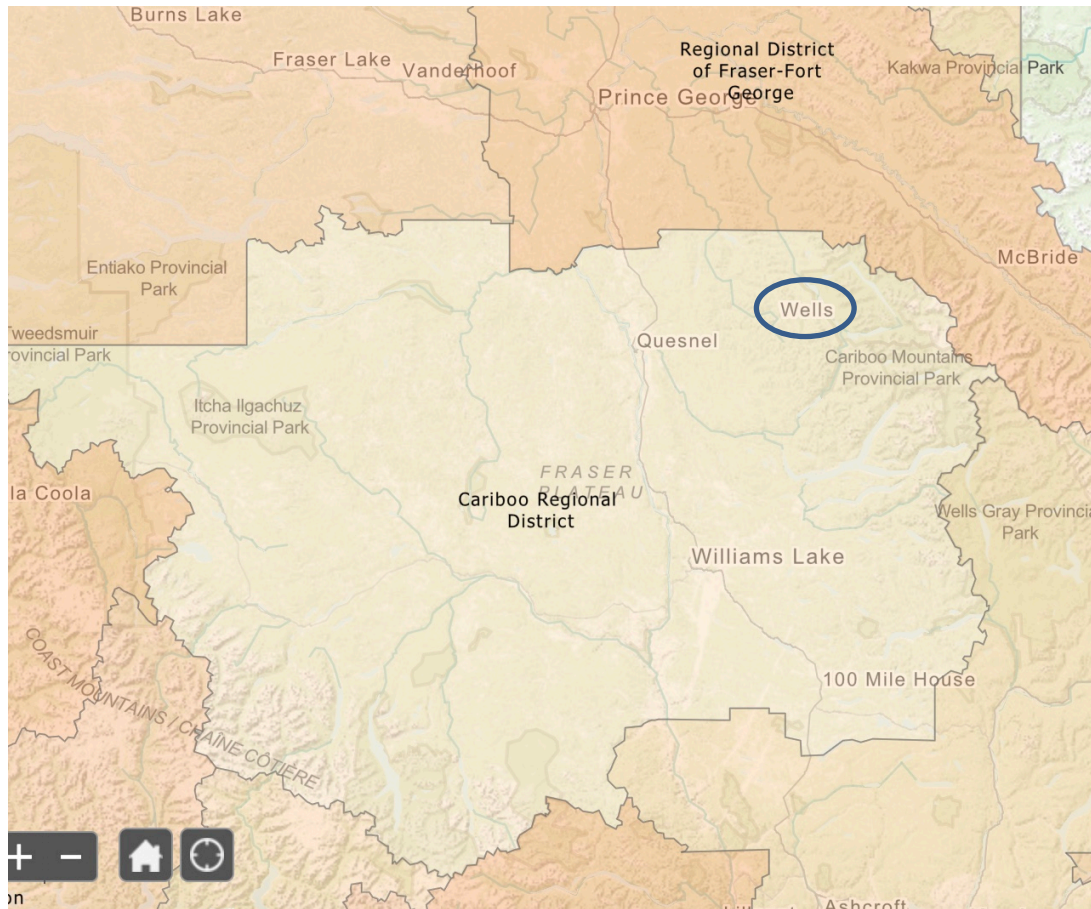 Burns Lake
Fraser Lake
Vanderhoof
Regional District
of Fraser-Fort
George
Prince George
Kakwa Provincial Park
McBride
Entiako Provincial
Park
Wells
Tweedsmuir
rovincial Park
Quesnel
Cariboo Mountains
Provincial Park
Itcha Ilgachuz
Provincial Park
la Coola
FRASER
PLATEAU
Cariboo Regional
District
Wells Gray Provincia
Park
Williams Lake
100 Mile House
COAST MOUNTAINS / CHAÎNE CÔTIÈRE
+ −
on
Ashcroft